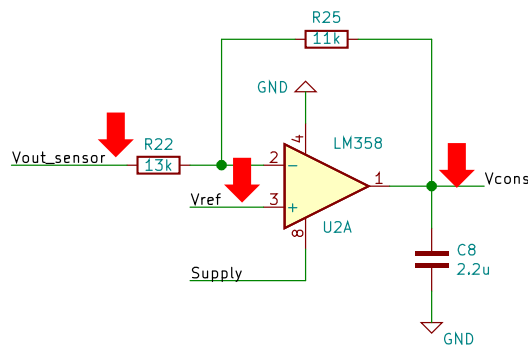 R25
11k
GND
4
LM358
R22
Vout_sensor
13k
2
−
1
Vcons
Vref
3
+
8
U2A
Supply
C8
2.2u
GND